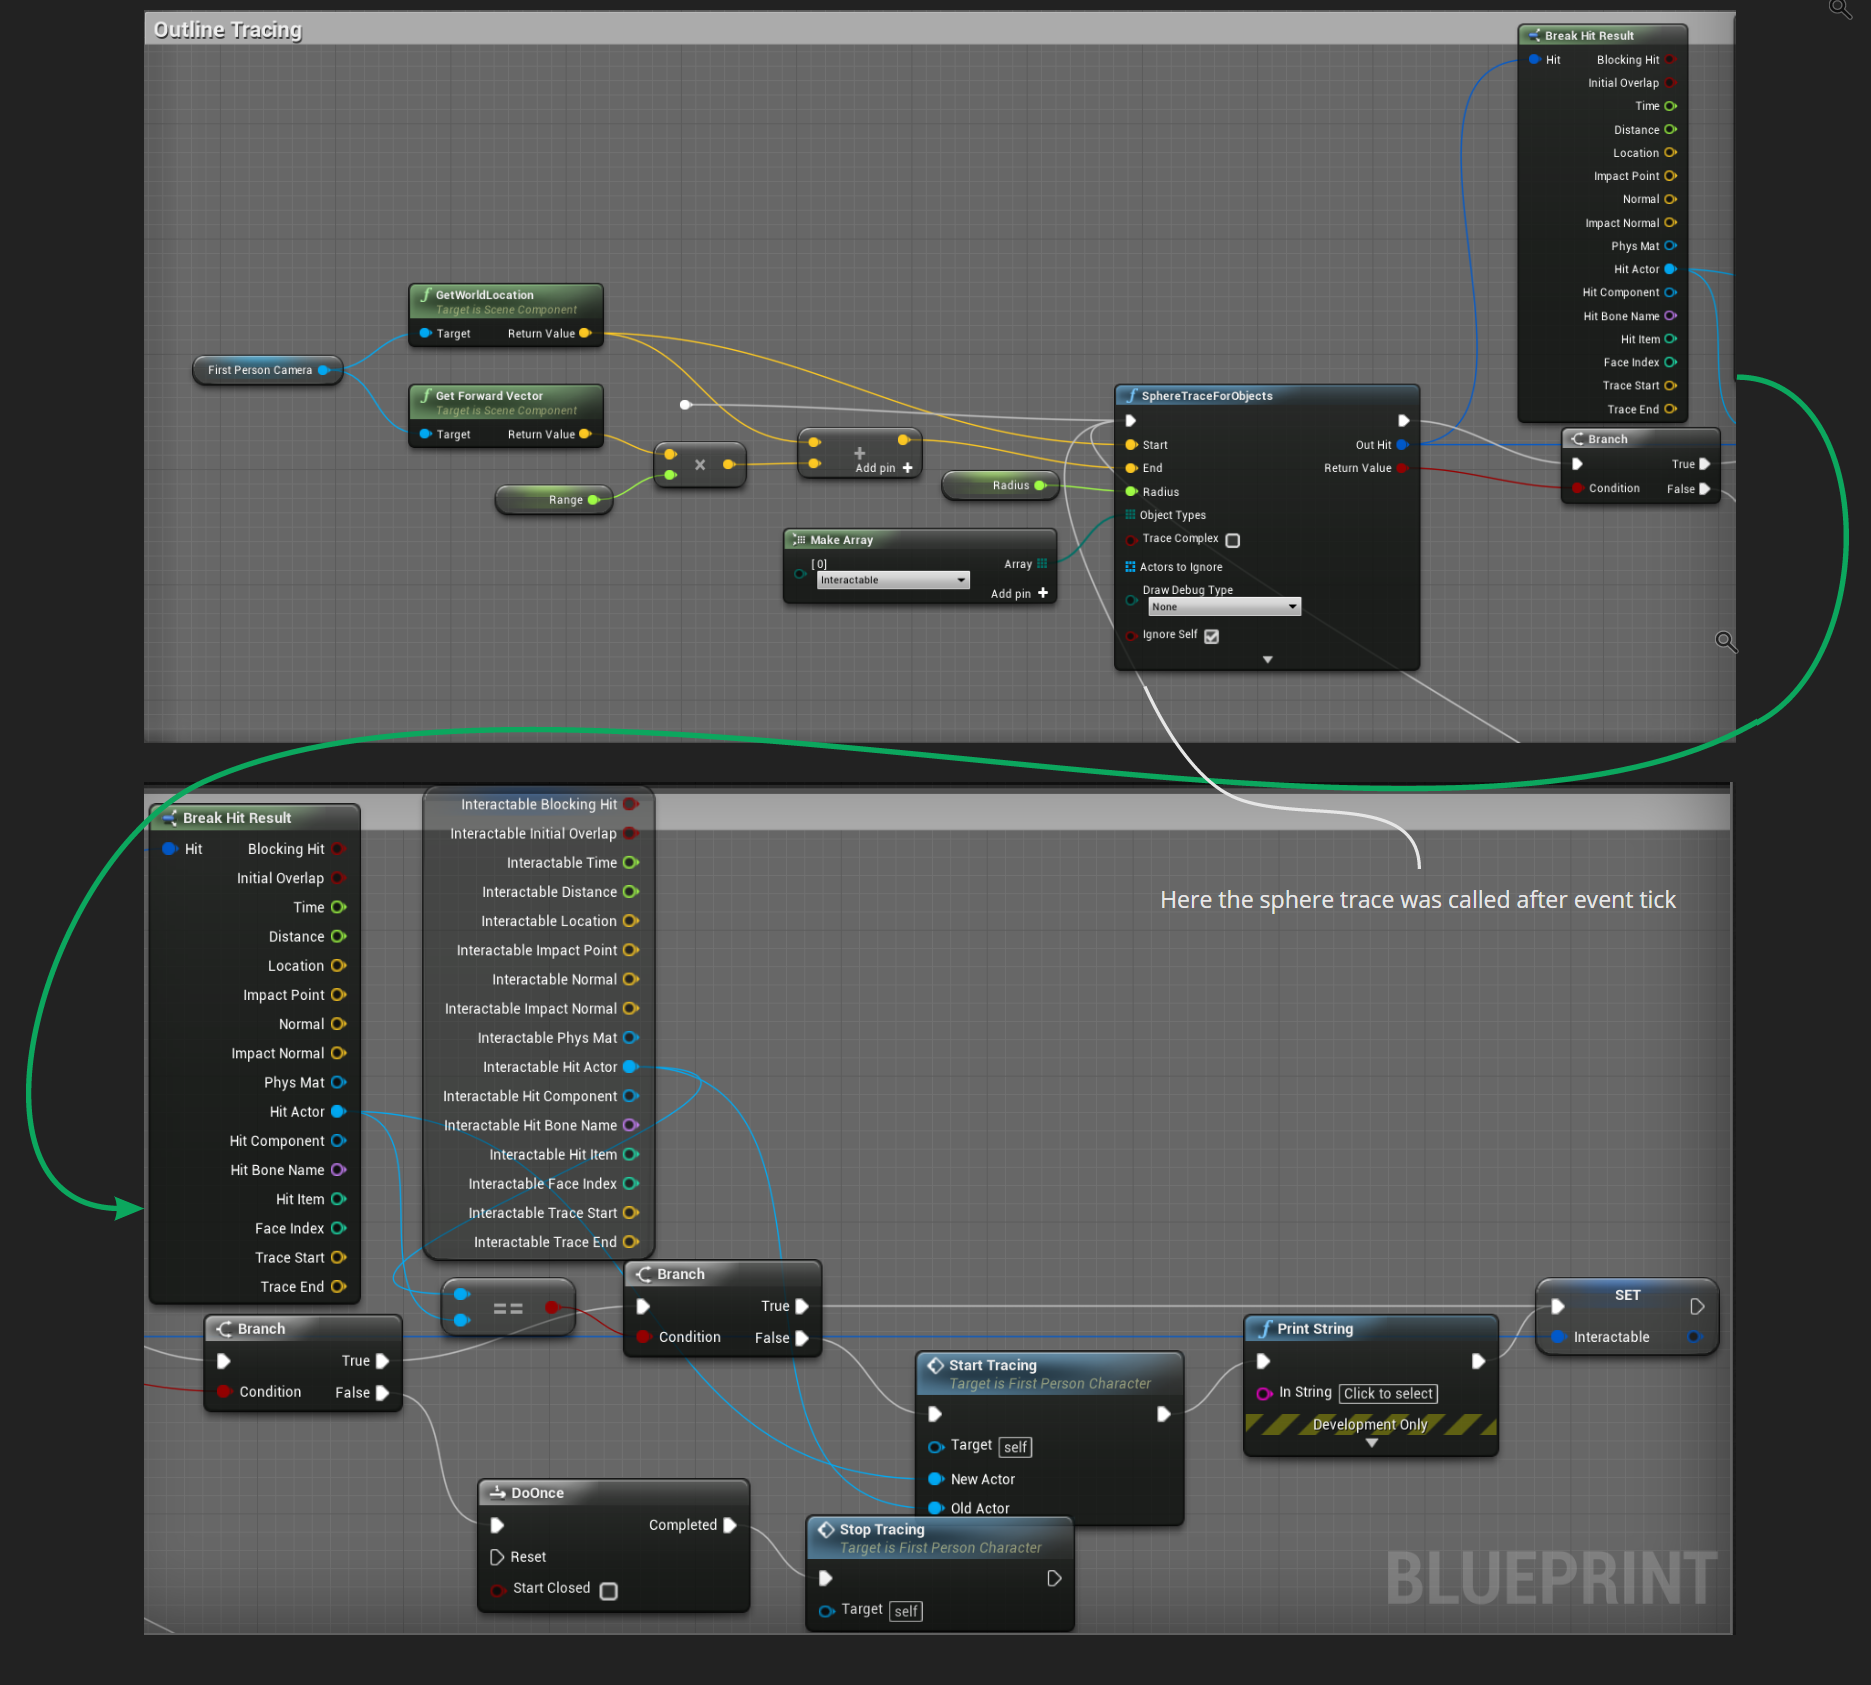 Outline Tracing
Break Hit Result
Hit Blocking Hit
Initial Overlap
Time
Distance
Location
Impact Point
Normal
Impact Normal
Phys Mat
Hit Actor
Hit Component
Hit Bone Name
Hit Item
Face Index
Trace Start
Trace End
GetWorldLocation
Target is Scene Component
Target Return Value
First Person Camera
Get Forward Vector
Target is Scene Component
Target Return Value
×
+
Add pin +
Range
Radius
Make Array
[0]
Interactable
Array
Add pin +
SphereTraceForObjects
Start Out Hit
End Return Value
Radius
Object Types
Trace Complex
Actors to Ignore
Draw Debug Type
None
Ignore Self
Branch
True
Condition False
Break Hit Result
Hit Blocking Hit
Initial Overlap
Time
Distance
Location
Impact Point
Normal
Impact Normal
Phys Mat
Hit Actor
Hit Component
Hit Bone Name
Hit Item
Face Index
Trace Start
Trace End
Interactable Blocking Hit
Interactable Initial Overlap
Interactable Time
Interactable Distance
Interactable Location
Interactable Impact Point
Interactable Normal
Interactable Impact Normal
Interactable Phys Mat
Interactable Hit Actor
Interactable Hit Component
Interactable Hit Bone Name
Interactable Hit Item
Interactable Face Index
Interactable Trace Start
Interactable Trace End
Here the sphere trace was called after event tick
Branch
True
Condition False
==
Branch
True
Condition False
Start Tracing
Target is First Person Character
Target self
New Actor
Old Actor
Print String
In String Click to select
Development Only
SET
Interactable
DoOnce
Completed
Reset
Start Closed
Stop Tracing
Target is First Person Character
Target self
BLUEPRINT